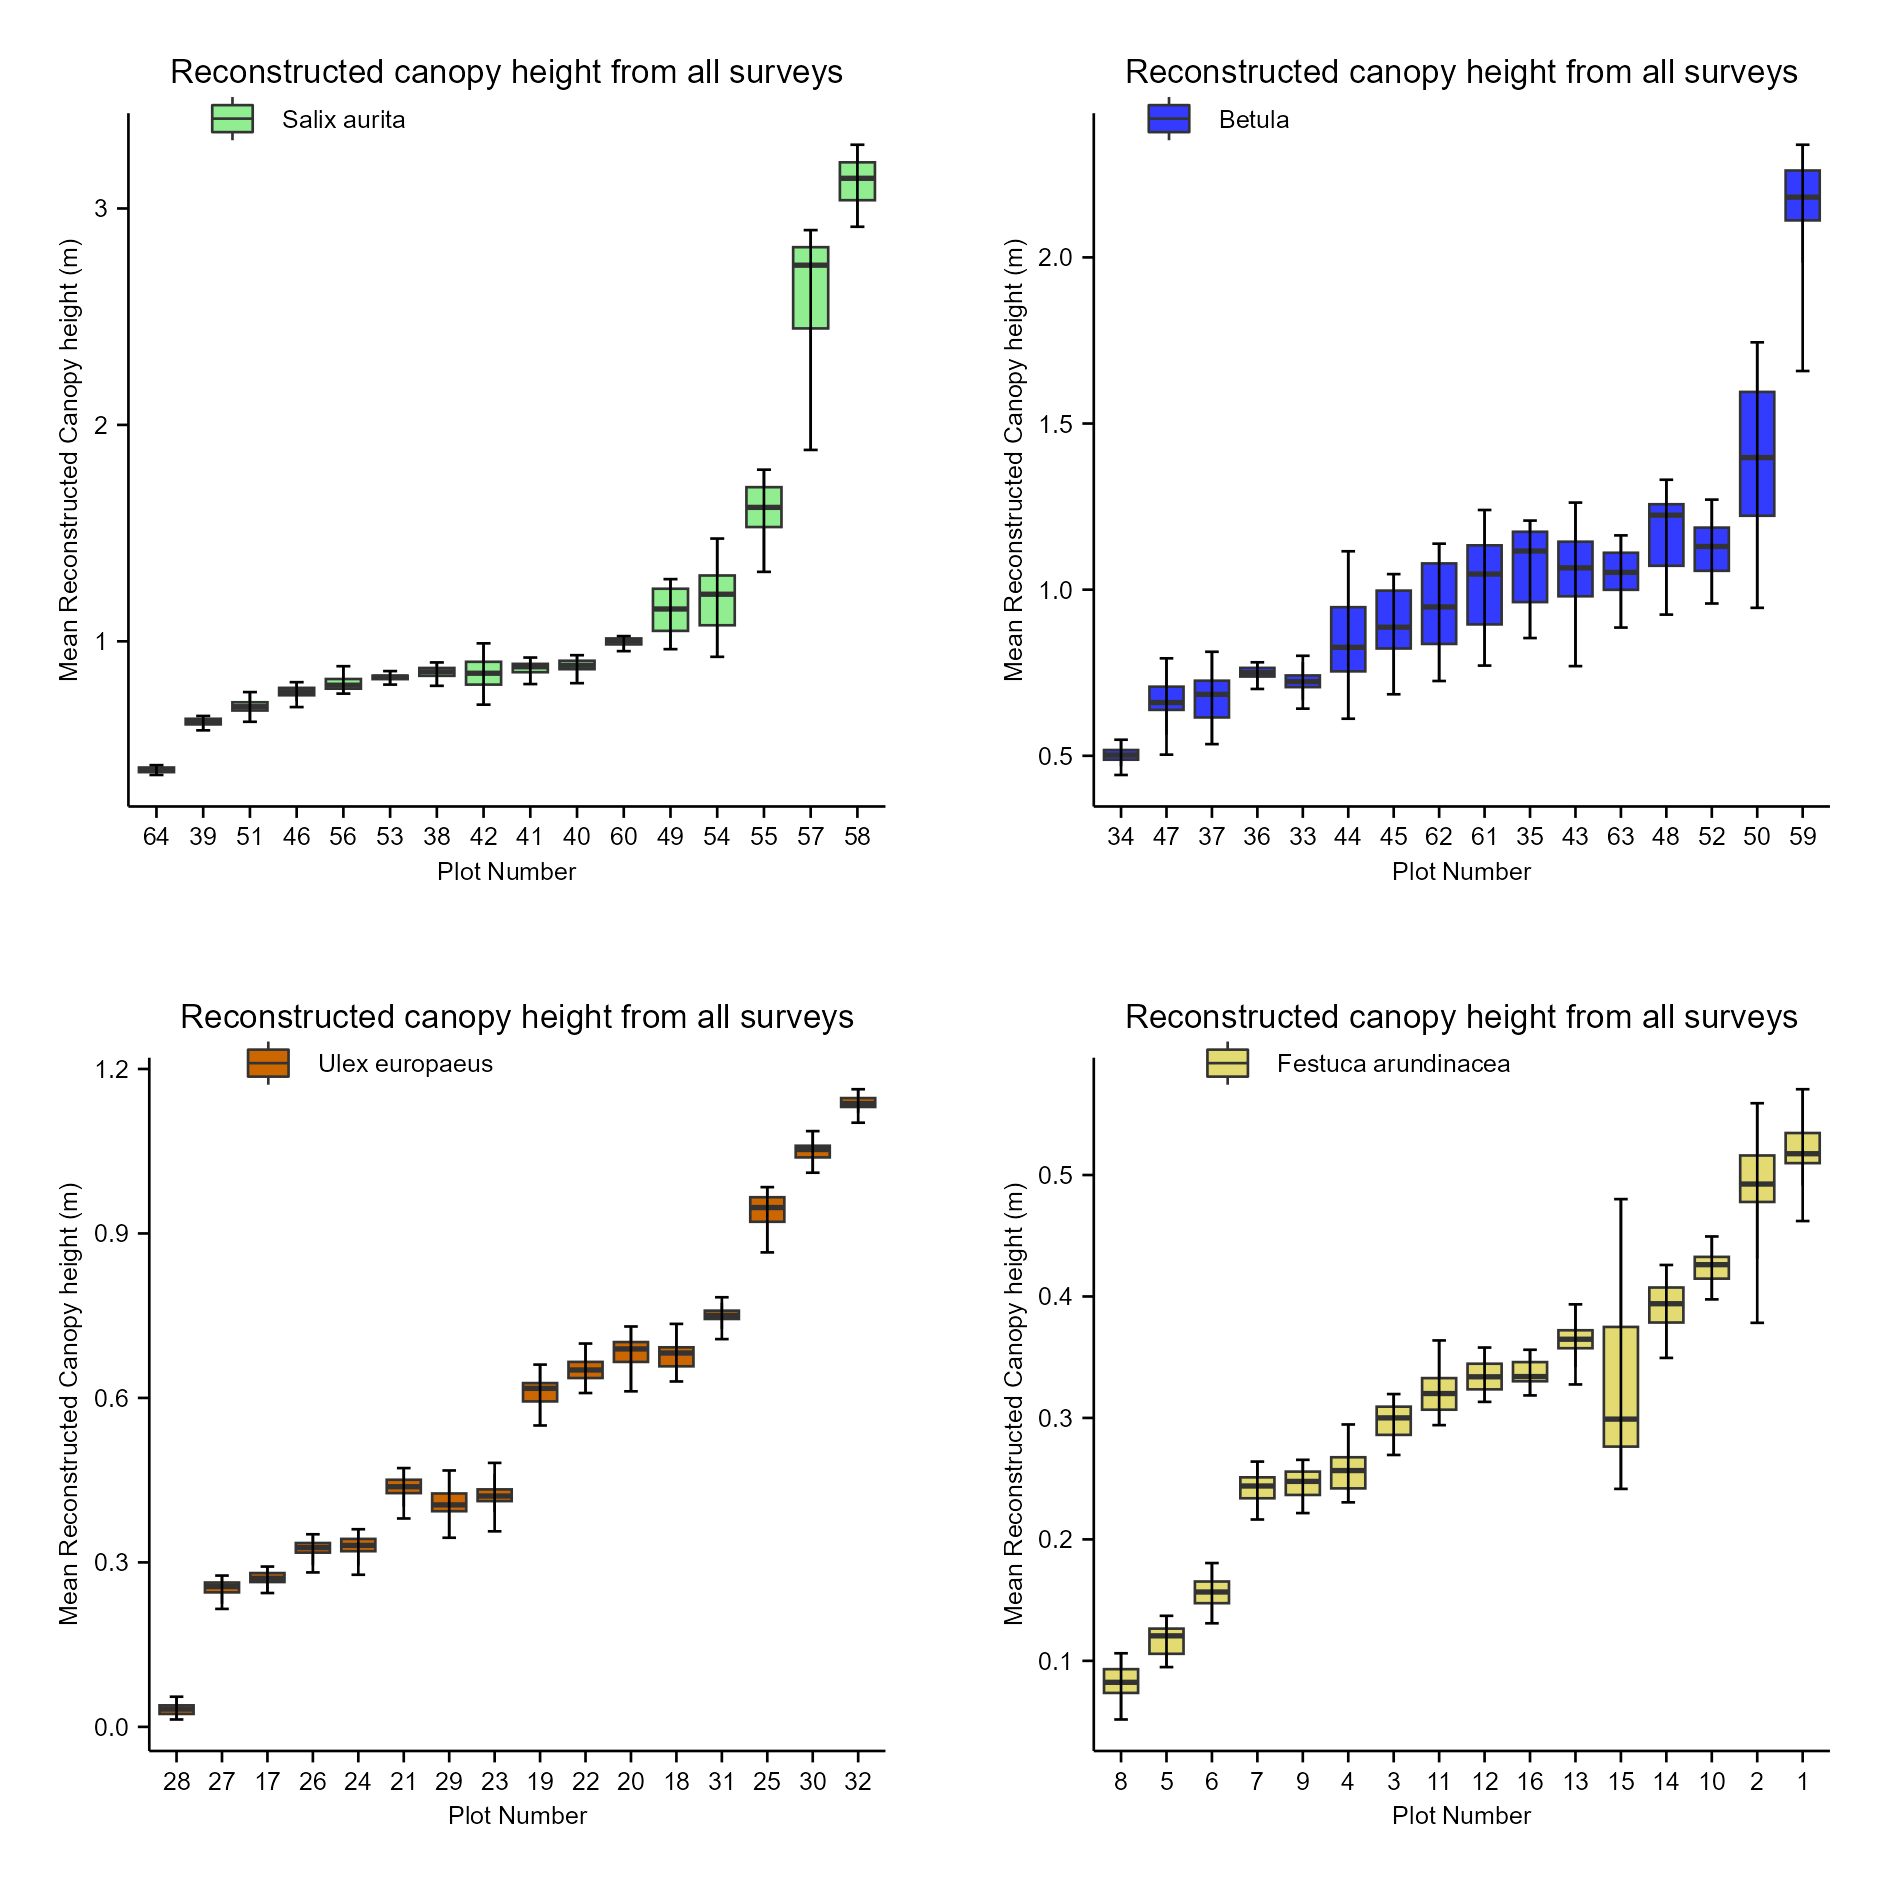 Reconstructed canopy height from all surveys
Salix aurita
Mean Reconstructed Canopy height (m)
3
2
1
64 39 51 46 56 53 38 42 41 40 60 49 54 55 57 58
Plot Number
Reconstructed canopy height from all surveys
Betula
Mean Reconstructed Canopy height (m)
2.0
1.5
1.0
0.5
34 47 37 36 33 44 45 62 61 35 43 63 48 52 50 59
Plot Number
Reconstructed canopy height from all surveys
Ulex europaeus
Mean Reconstructed Canopy height (m)
1.2
0.9
0.6
0.3
0.0
28 27 17 26 24 21 29 23 19 22 20 18 31 25 30 32
Plot Number
Reconstructed canopy height from all surveys
Festuca arundinacea
Mean Reconstructed Canopy height (m)
0.5
0.4
0.3
0.2
0.1
8 5 6 7 9 4 3 11 12 16 13 15 14 10 2 1
Plot Number